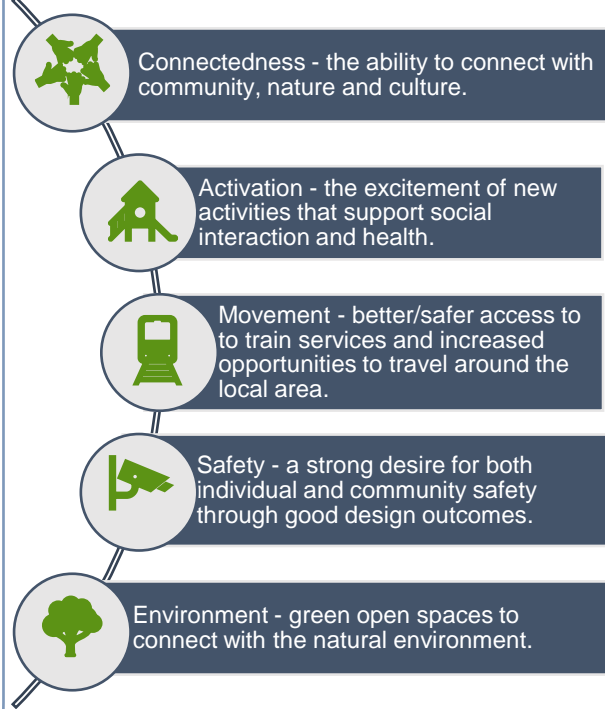 Connectedness - the ability to connect with
community, nature and culture.
Activation - the excitement of new
activities that support social
interaction and health.
Movement - better/safer access to
to train services and increased
opportunities to travel around the
local area.
Safety - a strong desire for both
individual and community safety
through good design outcomes.
Environment - green open spaces to
connect with the natural environment.